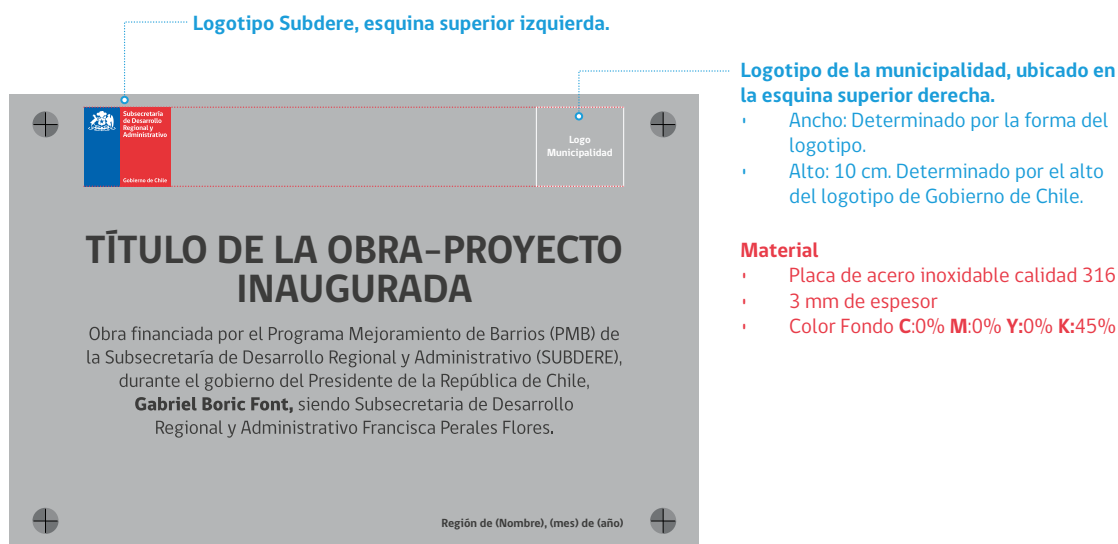 Logotipo Subdere, esquina superior izquierda.
Logotipo de la municipalidad, ubicado en
la esquina superior derecha.
Ancho: Determinado por la forma del
logotipo.
Alto: 10 cm. Determinado por el alto
del logotipo de Gobierno de Chile.
Material
Placa de acero inoxidable calidad 316
3 mm de espesor
Color Fondo C:0% M:0% Y:0% K:45%
Subsecretaría
de Desarrollo
Regional y
Administrativo
Gobierno de Chile
Logo
Municipalidad
TÍTULO DE LA OBRA-PROYECTO
INAUGURADA
Obra financiada por el Programa Mejoramiento de Barrios (PMB) de
la Subsecretaría de Desarrollo Regional y Administrativo (SUBDERE),
durante el gobierno del Presidente de la República de Chile,
Gabriel Boric Font, siendo Subsecretaria de Desarrollo
Regional y Administrativo Francisca Perales Flores.
Región de (Nombre), (mes) de (año)